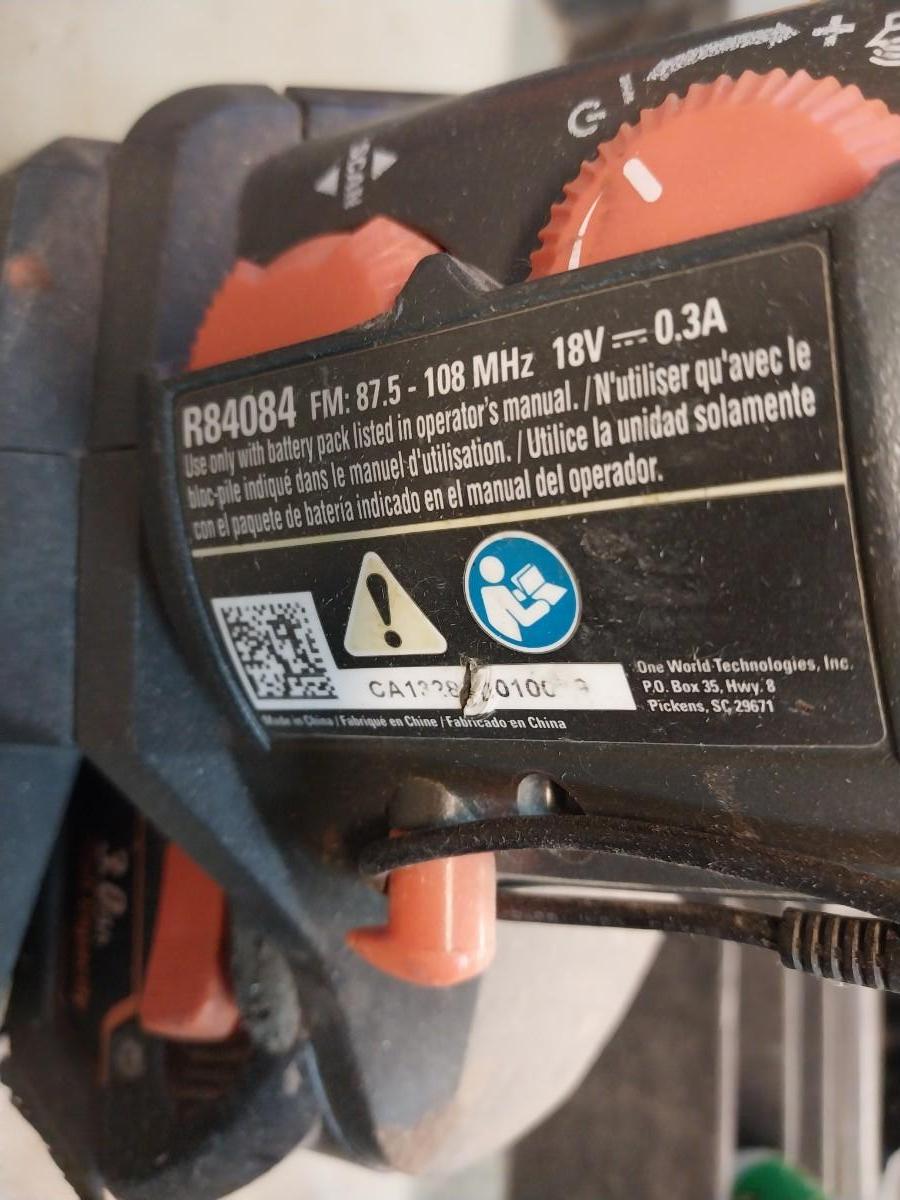 +
SCAN
R84084 FM: 87.5 - 108 MHz 18V 0.3A
Use only with battery pack listed in operator's manual. / N'utiliser qu'avec le
bloc-pile indiqué dans le manuel d'utilisation. / Utilice la unidad solamente
con el paquete de batería indicado en el manual del operador.
One World Technologies, Inc.
P.O. Box 35, Hwy. 8
Pickens, SC 29671
Made in China / Fabriqué en Chine / Fabricado en China